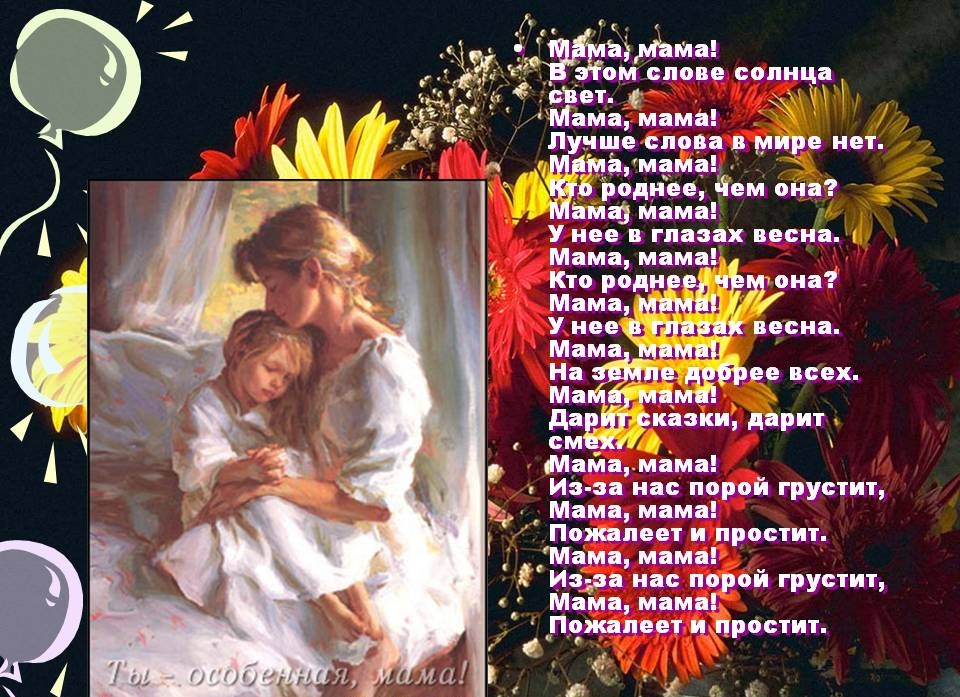 • Мама, мама!
В этом слове солнца
свет.
Мама, мама!
Лучше слова в мире нет.
Мама, мама!
Кто роднее, чем она?
Мама, мама!
У нее в глазах весна.
Мама, мама!
Кто роднее, чем она?
Мама, мама!
У нее в глазах весна.
Мама, мама!
На земле добрее всех.
Мама, мама!
Дарит сказки, дарит
смех.
Мама, мама!
Из-за нас порой грустит,
Мама, мама!
Пожалеет и простит.
Мама, мама!
Из-за нас порой грустит,
Мама, мама!
Пожалеет и простит.
Ты - особенная, мама!